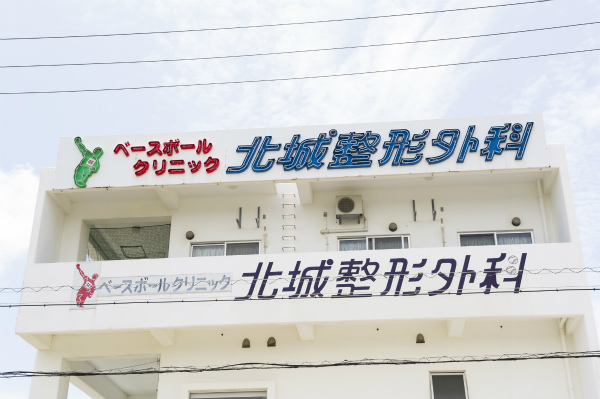 ベースボール
クリニック
北城整形外科
ベースボールクリニック
北城整形外科